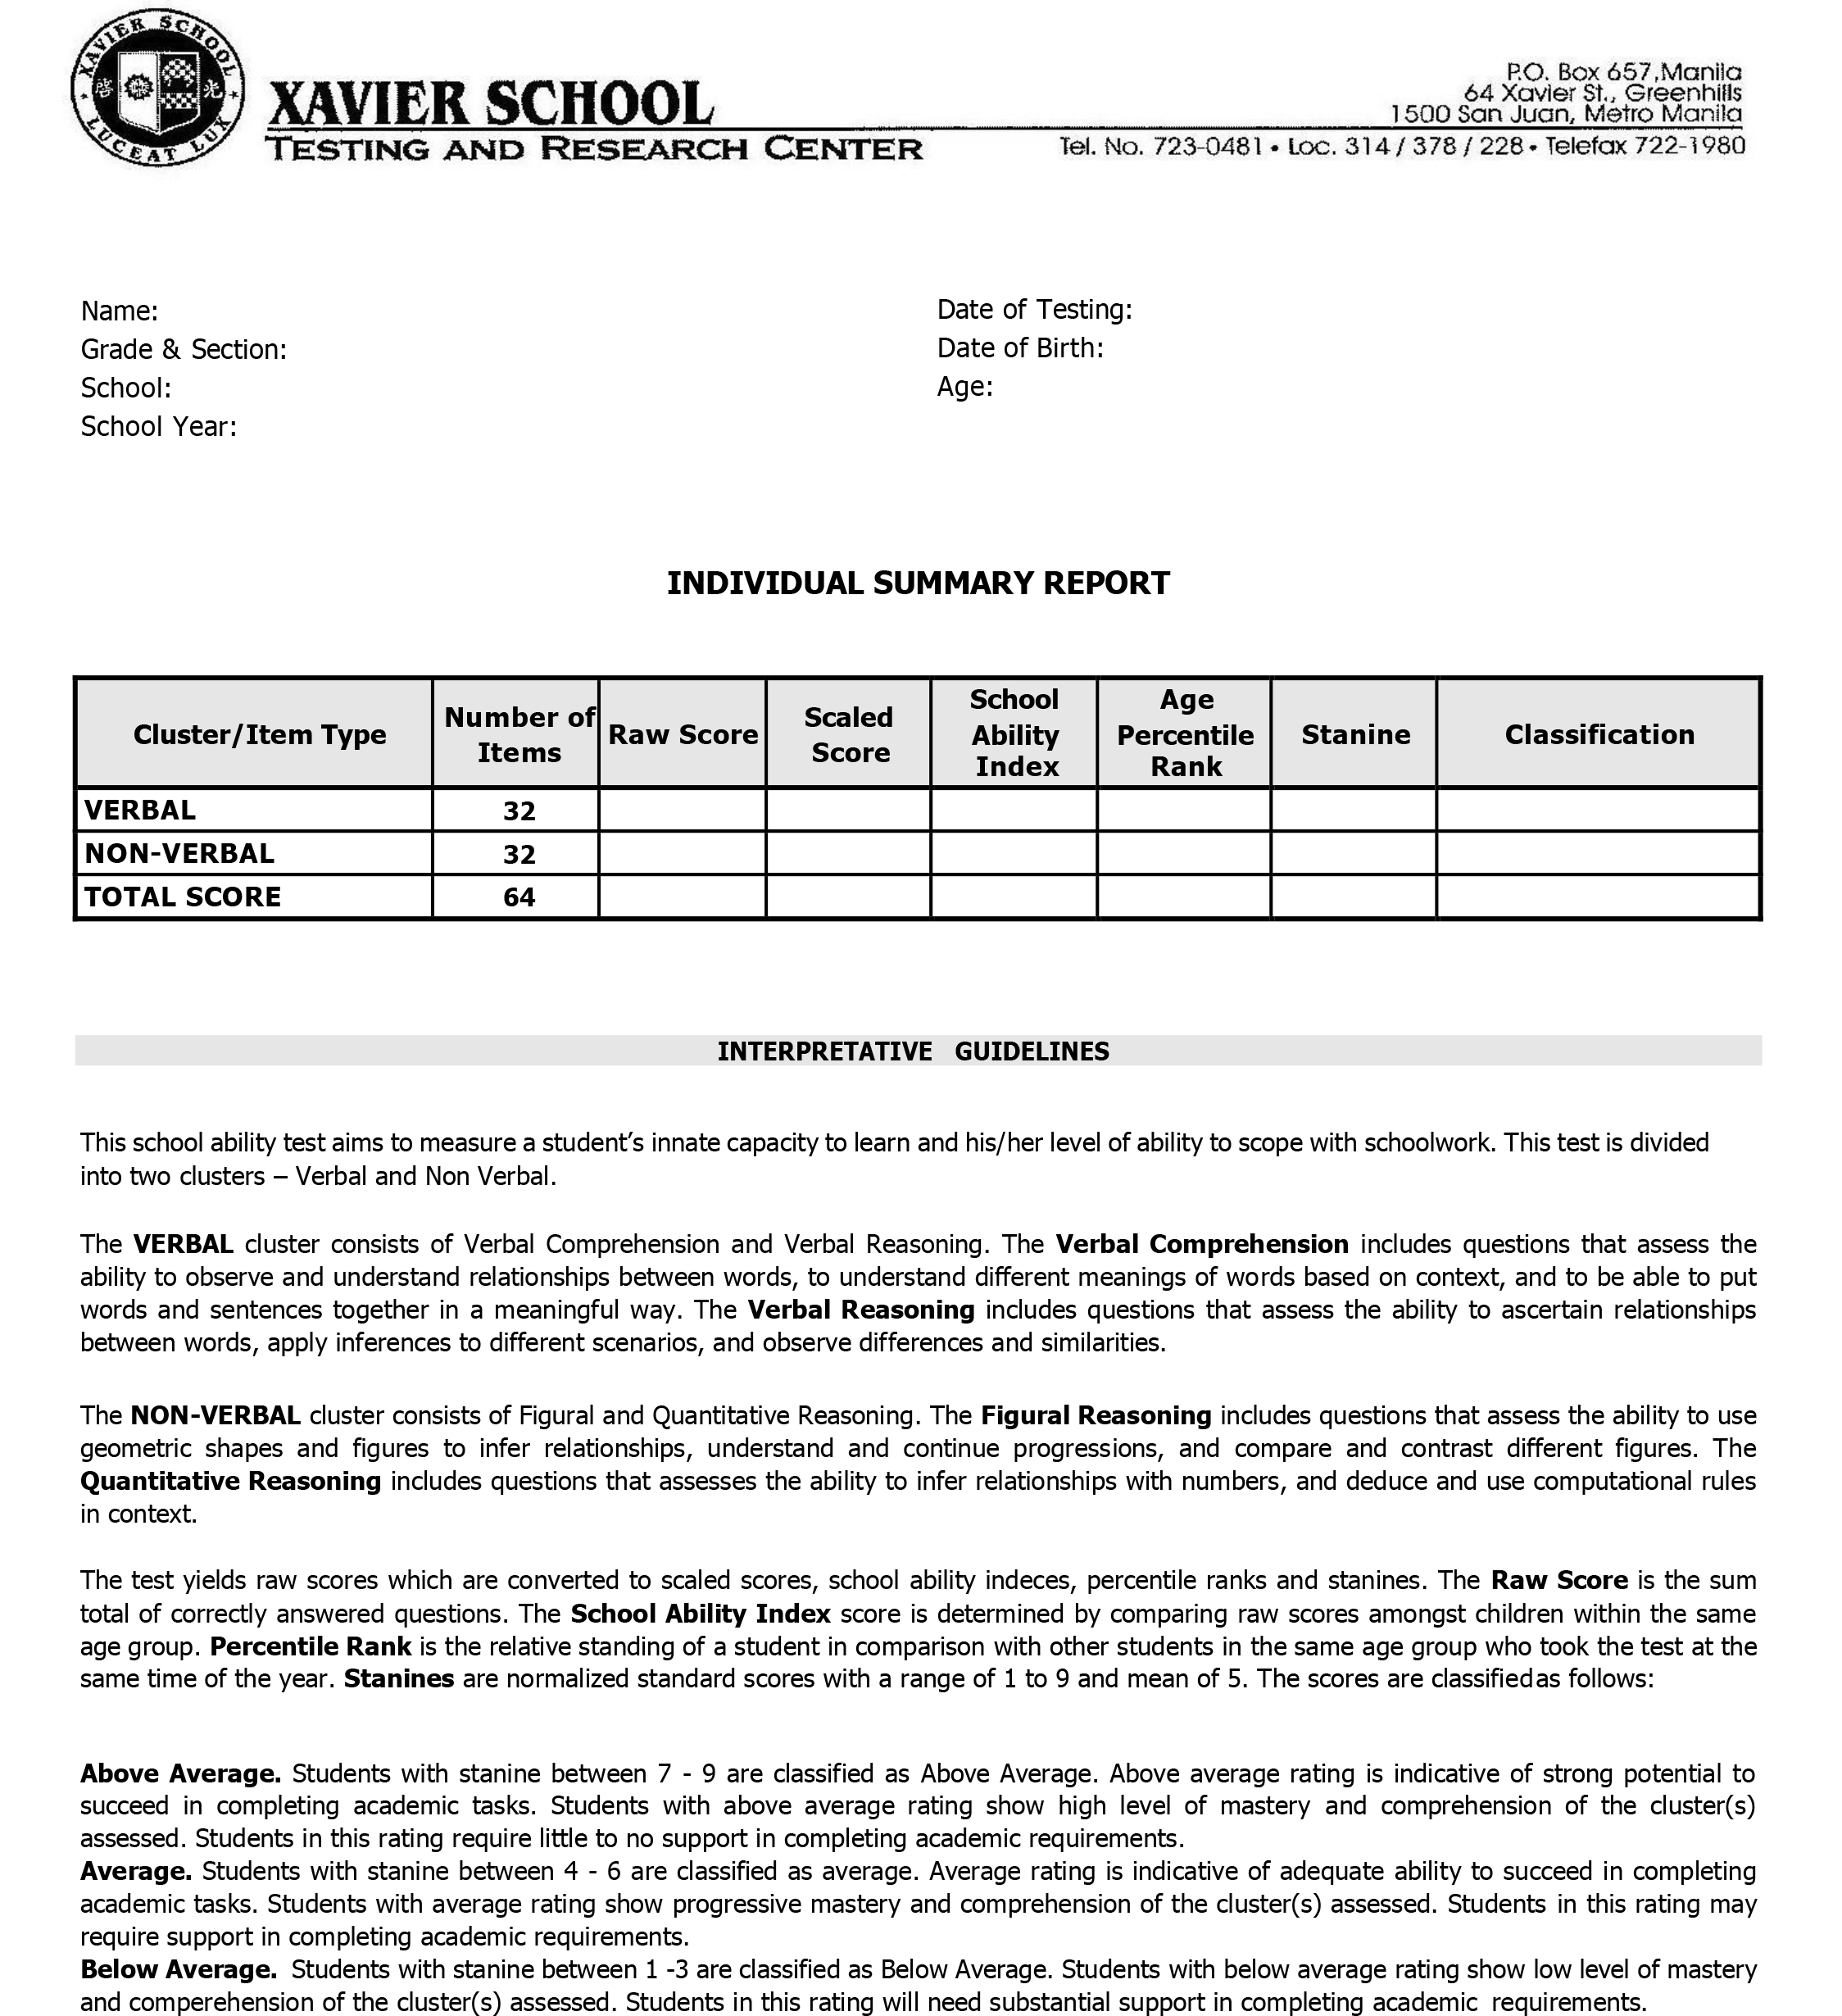 XAVIER SCHOOL
啓 光
LUCEAT LUX
XAVIER SCHOOL
TESTING AND RESEARCH CENTER
P.O. Box 657,Manila
64 Xavier St., Greenhills
1500 San Juan, Metro Manila
Tel. No. 723-0481 • Loc. 314 / 378 / 228 • Telefax 722-1980
Name:
Grade & Section:
School:
School Year:
Date of Testing:
Date of Birth:
Age:
INDIVIDUAL SUMMARY REPORT
Cluster/Item Type
Number of
Items
Raw Score
Scaled
Score
School
Ability
Index
Age
Percentile
Rank
Stanine
Classification
VERBAL 32
NON-VERBAL 32
TOTAL SCORE 64
INTERPRETATIVE GUIDELINES
This school ability test aims to measure a student’s innate capacity to learn and his/her level of ability to scope with schoolwork. This test is divided
into two clusters – Verbal and Non Verbal.
The VERBAL cluster consists of Verbal Comprehension and Verbal Reasoning. The Verbal Comprehension includes questions that assess the
ability to observe and understand relationships between words, to understand different meanings of words based on context, and to be able to put
words and sentences together in a meaningful way. The Verbal Reasoning includes questions that assess the ability to ascertain relationships
between words, apply inferences to different scenarios, and observe differences and similarities.
The NON-VERBAL cluster consists of Figural and Quantitative Reasoning. The Figural Reasoning includes questions that assess the ability to use
geometric shapes and figures to infer relationships, understand and continue progressions, and compare and contrast different figures. The
Quantitative Reasoning includes questions that assesses the ability to infer relationships with numbers, and deduce and use computational rules
in context.
The test yields raw scores which are converted to scaled scores, school ability indeces, percentile ranks and stanines. The Raw Score is the sum
total of correctly answered questions. The School Ability Index score is determined by comparing raw scores amongst children within the same
age group. Percentile Rank is the relative standing of a student in comparison with other students in the same age group who took the test at the
same time of the year. Stanines are normalized standard scores with a range of 1 to 9 and mean of 5. The scores are classifiedas follows:
Above Average. Students with stanine between 7 - 9 are classified as Above Average. Above average rating is indicative of strong potential to
succeed in completing academic tasks. Students with above average rating show high level of mastery and comprehension of the cluster(s)
assessed. Students in this rating require little to no support in completing academic requirements.
Average. Students with stanine between 4 - 6 are classified as average. Average rating is indicative of adequate ability to succeed in completing
academic tasks. Students with average rating show progressive mastery and comprehension of the cluster(s) assessed. Students in this rating may
require support in completing academic requirements.
Below Average. Students with stanine between 1 -3 are classified as Below Average. Students with below average rating show low level of mastery
and comperehension of the cluster(s) assessed. Students in this rating will need substantial support in completing academic requirements.